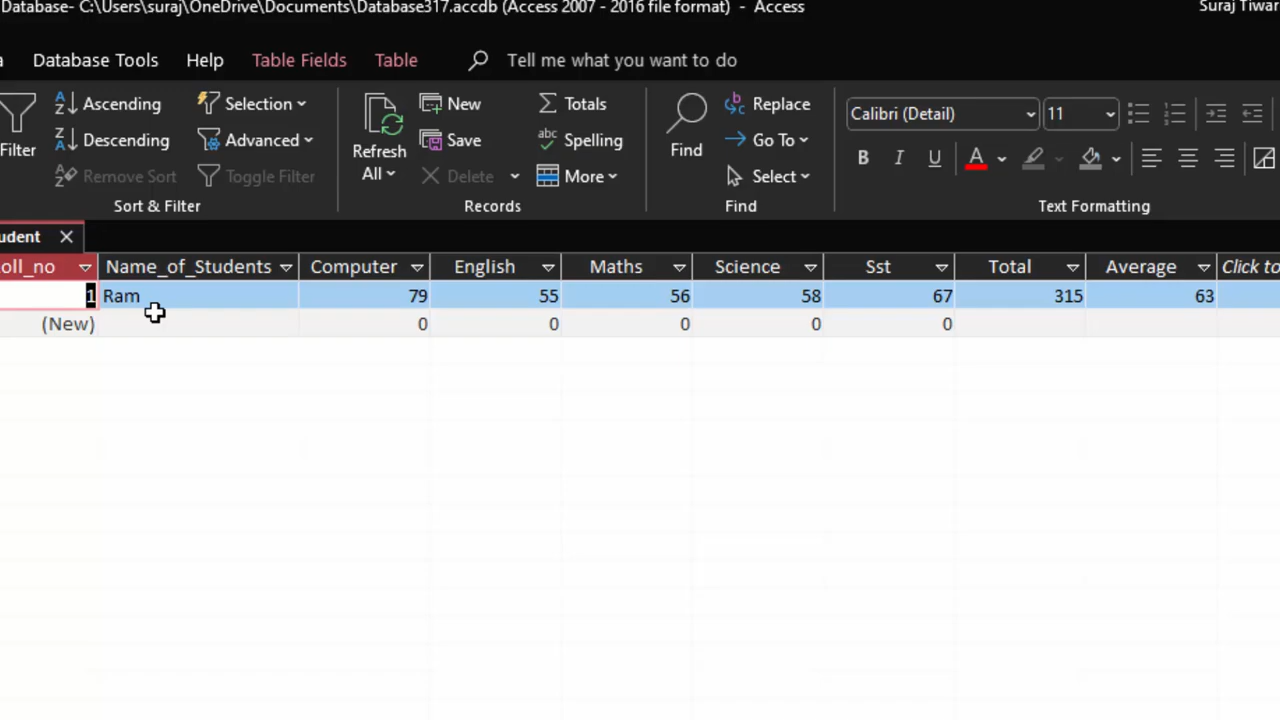 Database- C:\Users\suraj\OneDrive\Documents\Database317.accdb (Access 2007 - 2016 file format) - Access Suraj Tiwar
a Database Tools Help Table Fields Table Tell me what you want to do
Filter Ascending Descending Remove Sort Selection Advanced Toggle Filter
Sort & Filter
Refresh All New Save Delete Totals Spelling More
Records
Find Replace Go To Select
Find
Calibri (Detail) 11
B I U A
Text Formatting
udent
oll_no Name_of_Students Computer English Maths Science Sst Total Average Click to
1 Ram 79 55 56 58 67 315 63
(New) 0 0 0 0 0